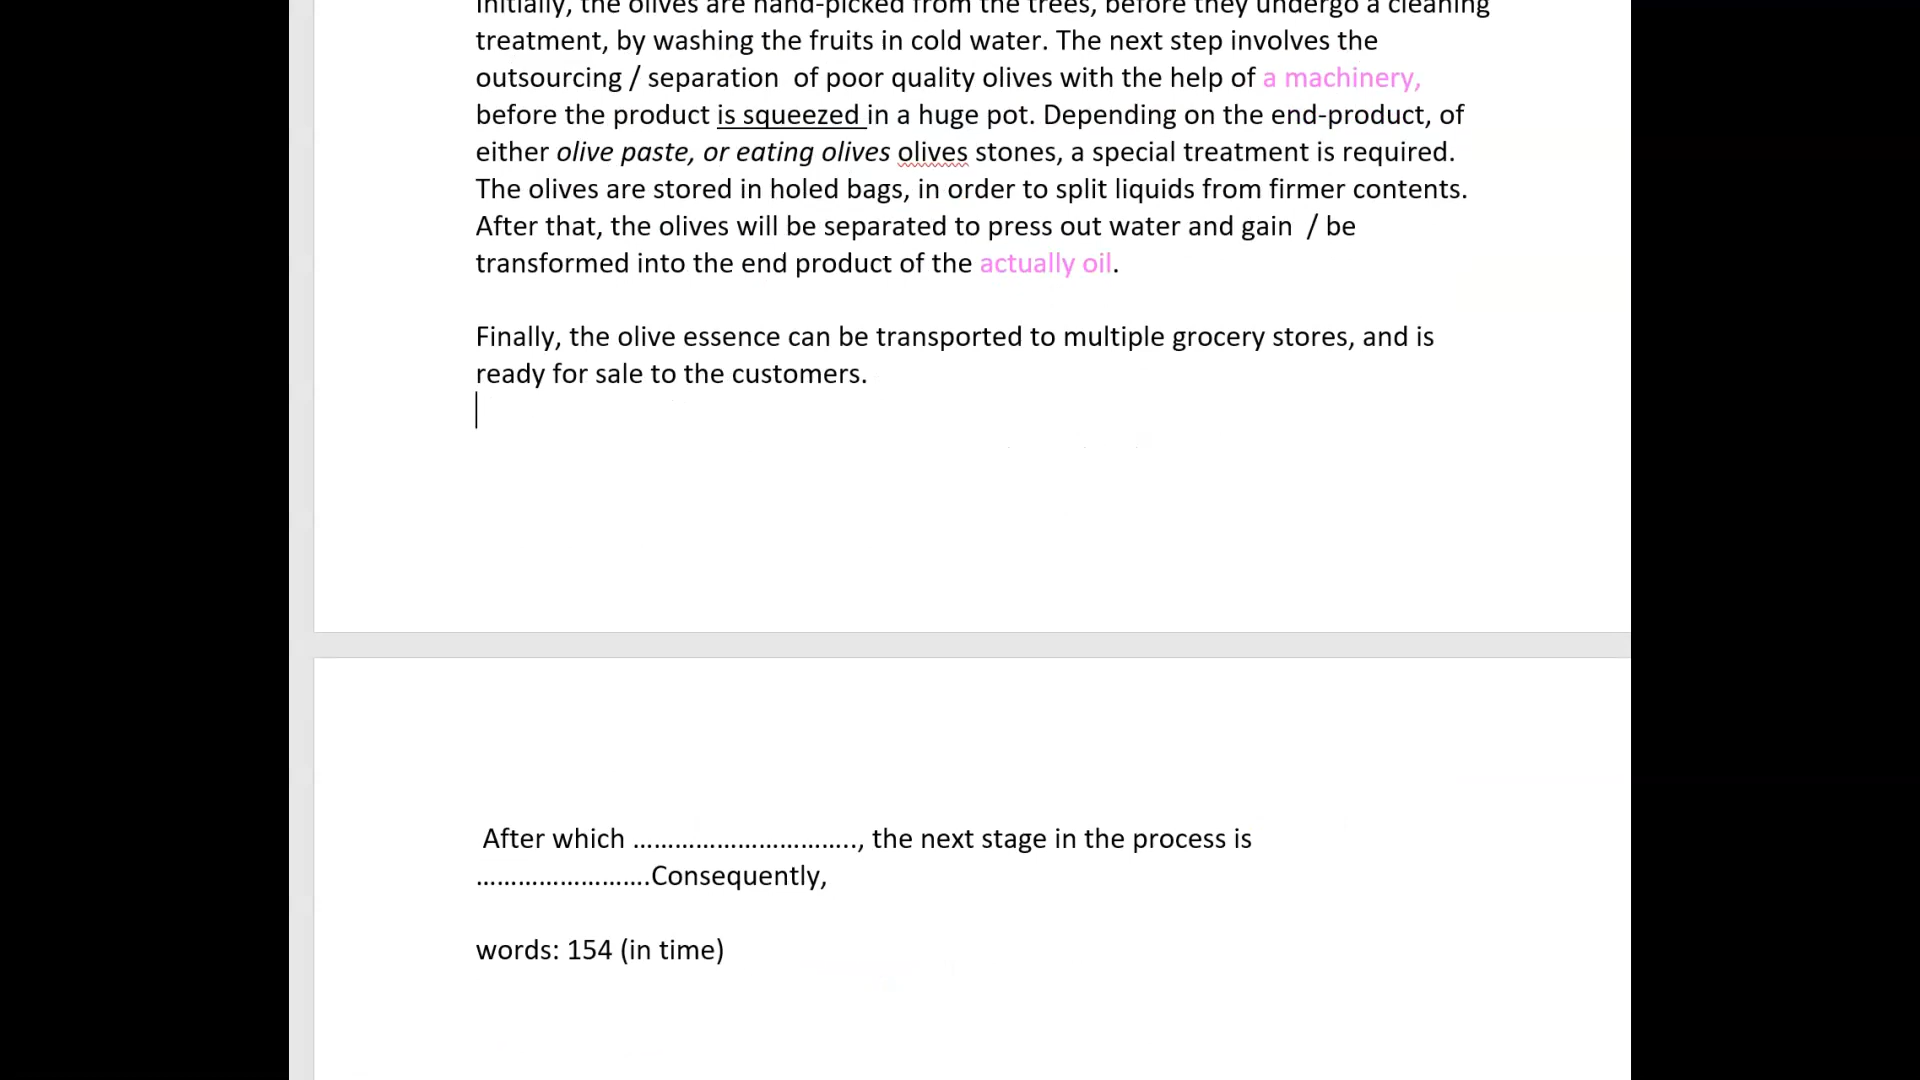 Initially, the olives are hand-picked from the trees, before they undergo a cleaning
treatment, by washing the fruits in cold water. The next step involves the
outsourcing / separation  of poor quality olives with the help of a machinery,
before the product is squeezed in a huge pot. Depending on the end-product, of
either olive paste, or eating olives olives stones, a special treatment is required.
The olives are stored in holed bags, in order to split liquids from firmer contents.
After that, the olives will be separated to press out water and gain  / be
transformed into the end product of the actually oil.
Finally, the olive essence can be transported to multiple grocery stores, and is
ready for sale to the customers.
After which ………………………….., the next stage in the process is
…………………….Consequently,
words: 154 (in time)